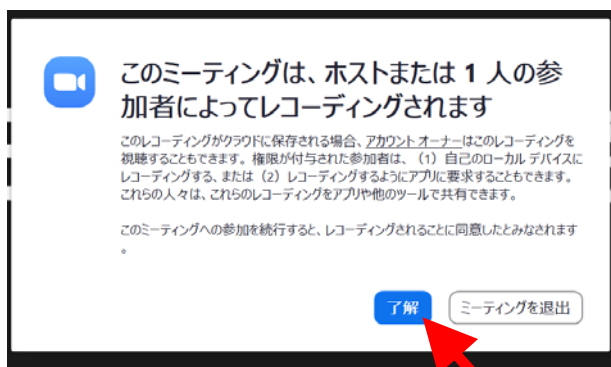 このミーティングは、ホストまたは 1 人の参
加者によってレコーディングされます
このレコーディングがクラウドに保存される場合、アカウント オーナーはこのレコーディングを
視聴することもできます。権限が付与された参加者は、（1）自己のローカル デバイスに
レコーディングする、または（2）レコーディングするようにアプリに要求することもできます。
これらの人々は、これらのレコーディングをアプリや他のツールで共有できます。
このミーティングへの参加を続行すると、レコーディングされることに同意したとみなされます
。
了解
ミーティングを退出